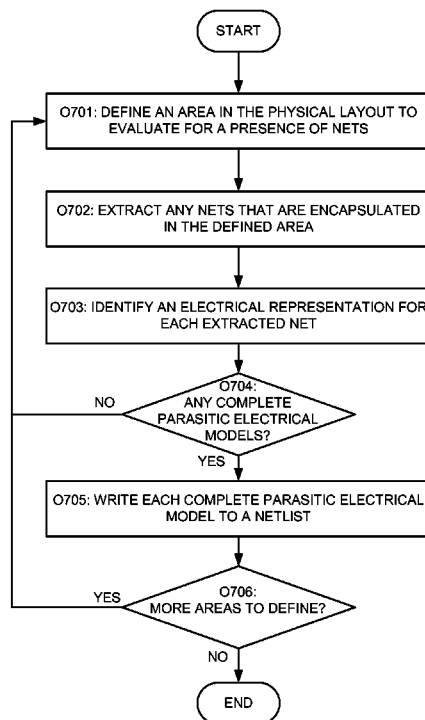 START
O701: DEFINE AN AREA IN THE PHYSICAL LAYOUT TO
EVALUATE FOR A PRESENCE OF NETS
O702: EXTRACT ANY NETS THAT ARE ENCAPSULATED
IN THE DEFINED AREA
O703: IDENTIFY AN ELECTRICAL REPRESENTATION FOR
EACH EXTRACTED NET
O704:
ANY COMPLETE
PARASITIC ELECTRICAL
MODELS?
NO
YES
O705: WRITE EACH COMPLETE PARASITIC ELECTRICAL
MODEL TO A NETLIST
O706:
MORE AREAS TO DEFINE?
YES
NO
END